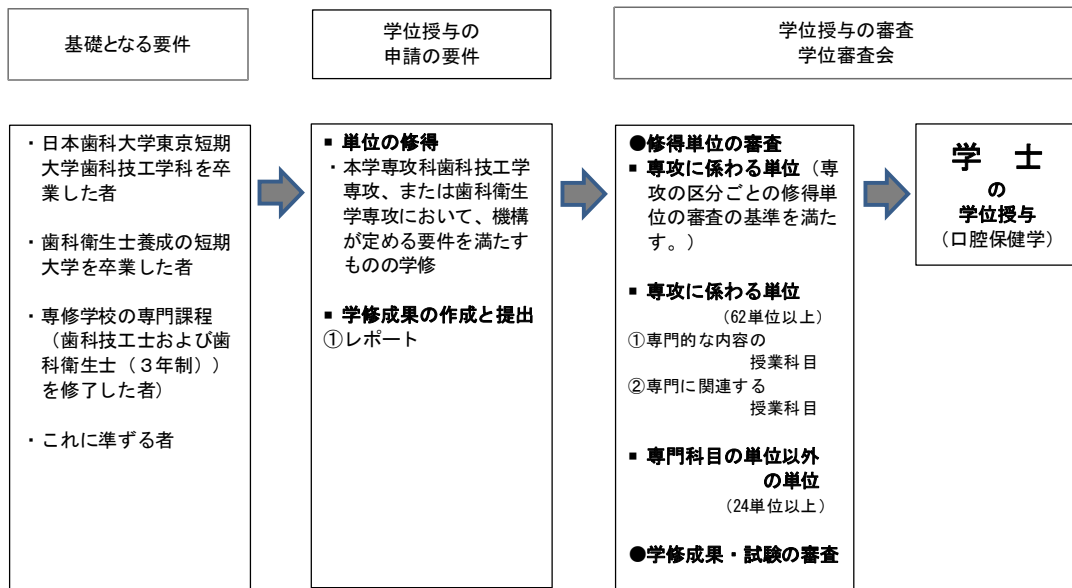 基礎となる要件
学位授与の
申請の要件
学位授与の審査
学位審査会
・日本歯科大学東京短期
大学歯科技工学科を卒
業した者
・歯科衛生士養成の短期
大学を卒業した者
・専修学校の専門課程
（歯科技工士および歯
科衛生士（３年制））
を修了した者）
・これに準ずる者
▪ 単位の修得
・本学専攻科歯科技工学
専攻、または歯科衛生
学専攻において、機構
が定める要件を満たす
ものの学修
▪ 学修成果の作成と提出
①レポート
●修得単位の審査
▪ 専攻に係わる単位（専
攻の区分ごとの修得単
位の審査の基準を満た
す。）
▪ 専攻に係わる単位
（62単位以上）
①専門的な内容の
授業科目
②専門に関連する
授業科目
▪ 専門科目の単位以外
の単位
（24単位以上）
●学修成果・試験の審査
学 士
の
学位授与
（口腔保健学）